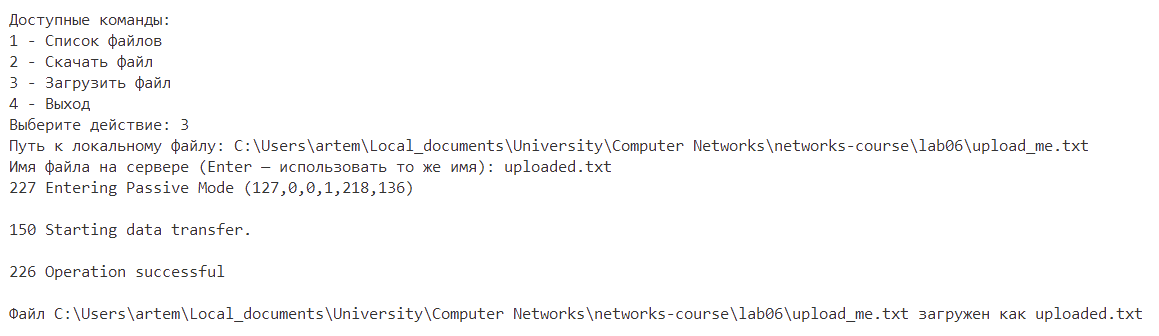 Доступные команды:
1 - Список файлов
2 - Скачать файл
3 - Загрузить файл
4 - Выход
Выберите действие: 3
Путь к локальному файлу: C:\Users\artem\Local_documents\University\Computer Networks\networks-course\lab06\upload_me.txt
Имя файла на сервере (Enter — использовать то же имя): uploaded.txt
227 Entering Passive Mode (127,0,0,1,218,136)
150 Starting data transfer.
226 Operation successful
Файл C:\Users\artem\Local_documents\University\Computer Networks\networks-course\lab06\upload_me.txt загружен как uploaded.txt